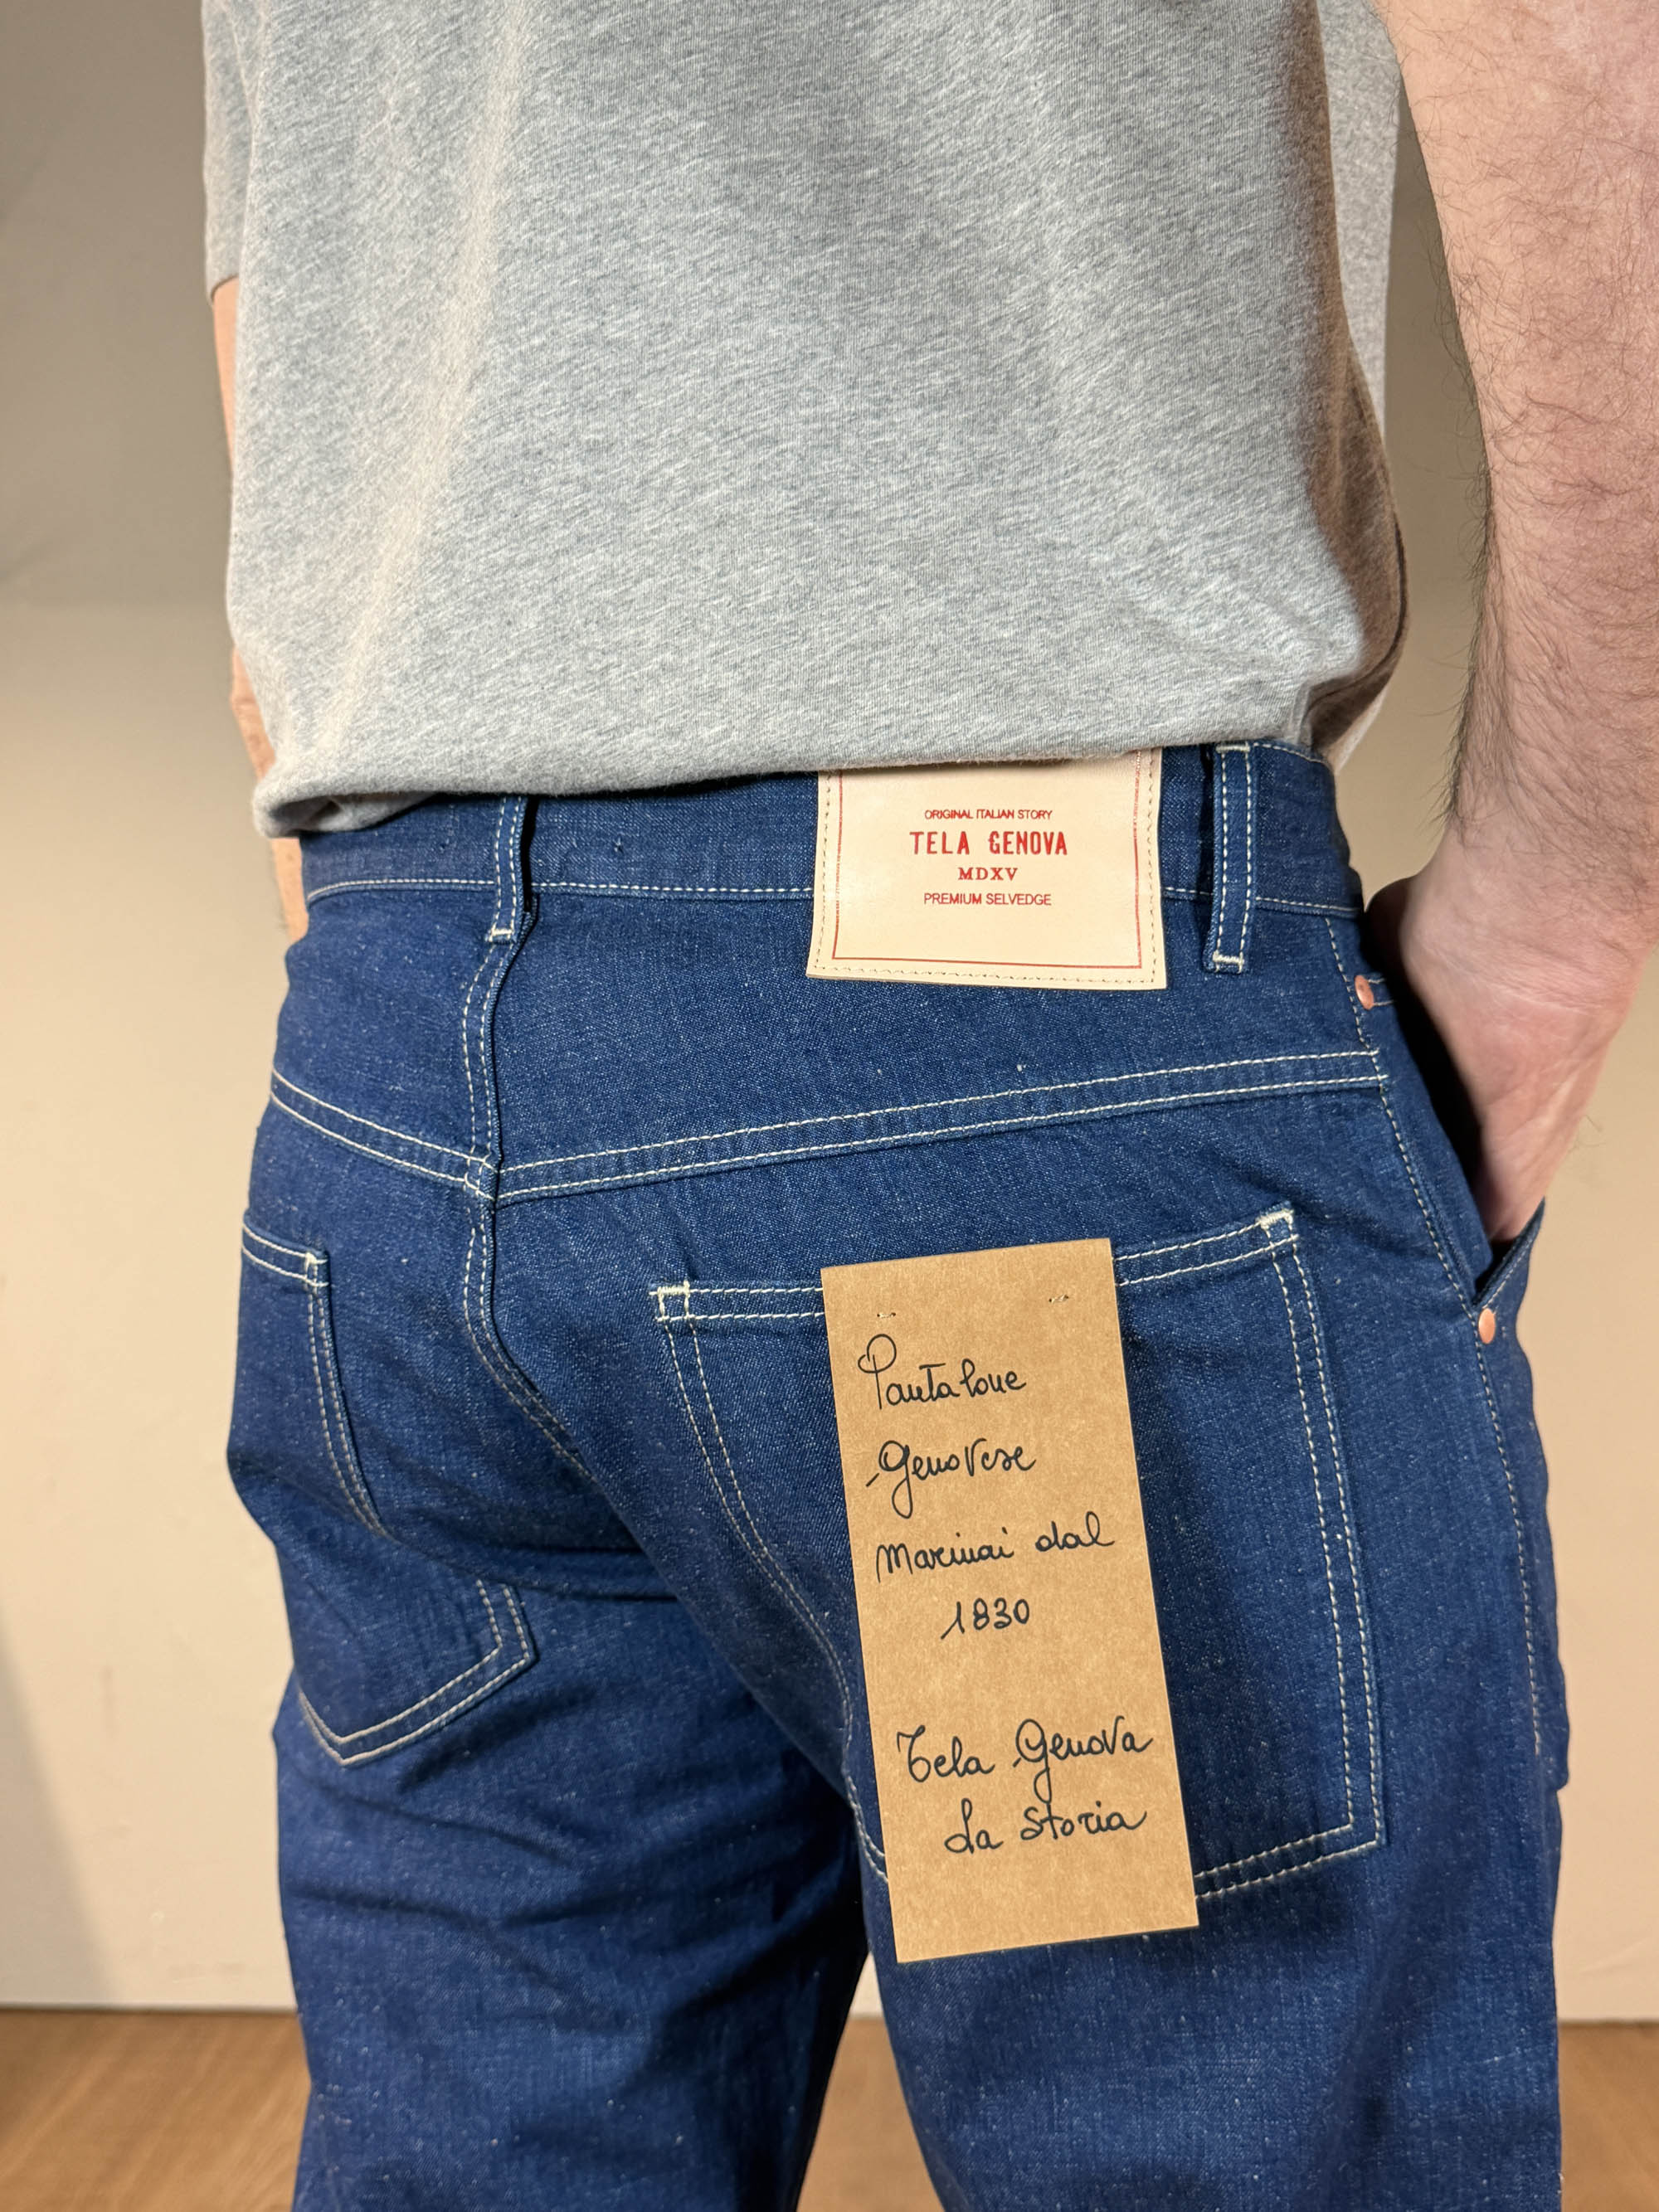 ORIGINAL ITALIAN STORY
TELA GENOVA
MDXV
PREMIUM SELVEDGE
Pantalone
Genovese
Marinai dal
1830
Tela Genova
La Storia